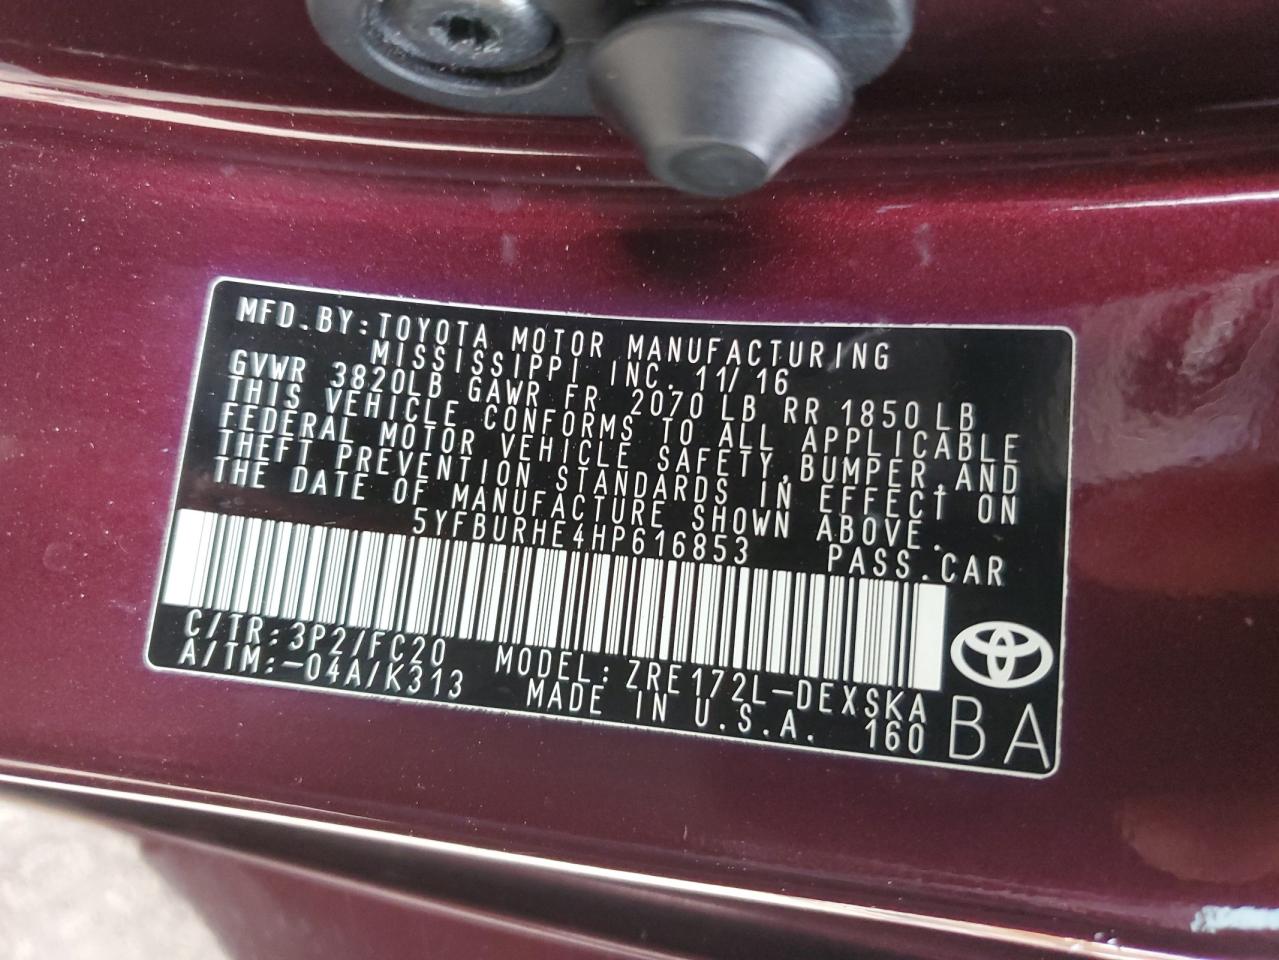 MFD.BY:TOYOTA MOTOR MANUFACTURING
MISSISSIPPI INC. 11/16
GVWR 3820LB GAWR FR 2070 LB RR 1850 LB
THIS VEHICLE CONFORMS TO ALL APPLICABLE
FEDERAL MOTOR VEHICLE SAFETY,BUMPER,AND
THEFT PREVENTION STANDARDS IN EFFECT ON
THE DATE OF MANUFACTURE SHOWN ABOVE.
5YFBURHE4HP616853 PASS.CAR
C/TR:3P2/FC20 MODEL:ZRE172L-DEXSKA
A/TM:-04A/K313 MADE IN U.S.A. 160
BA